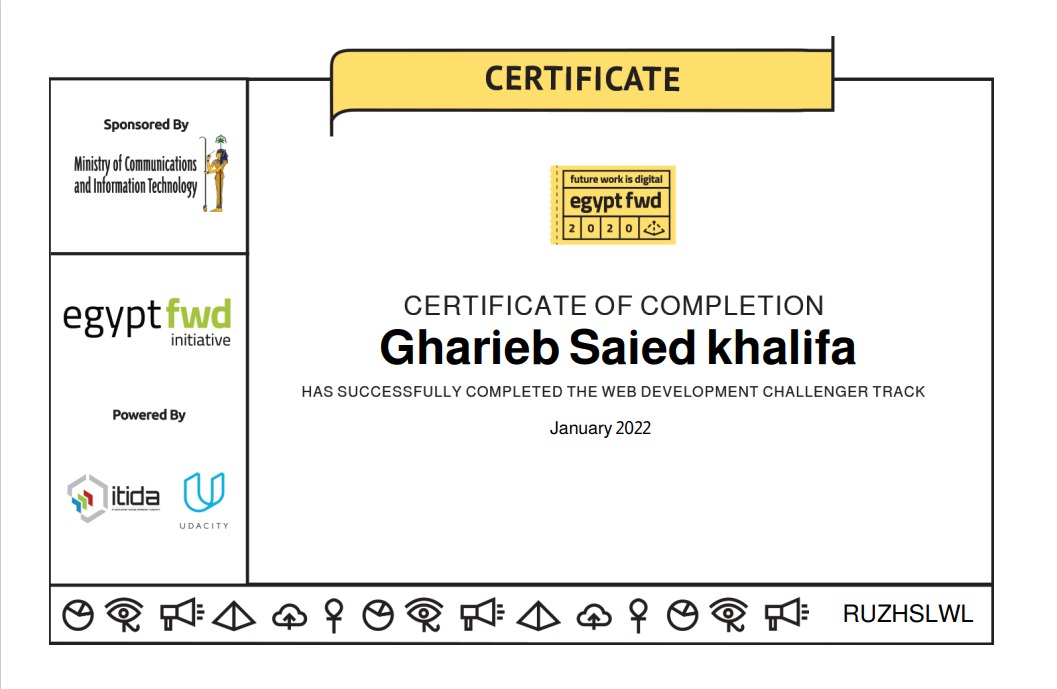 CERTIFICATE
Sponsored By
Ministry of Communications
and Information Technology
egypt fwd
initiative
Powered By
itida
UDACITY
future work is digital
egypt fwd
2 0 2 0
CERTIFICATE OF COMPLETION
Gharieb Saied khalifa
HAS SUCCESSFULLY COMPLETED THE WEB DEVELOPMENT CHALLENGER TRACK
January 2022
RUZHSLWL